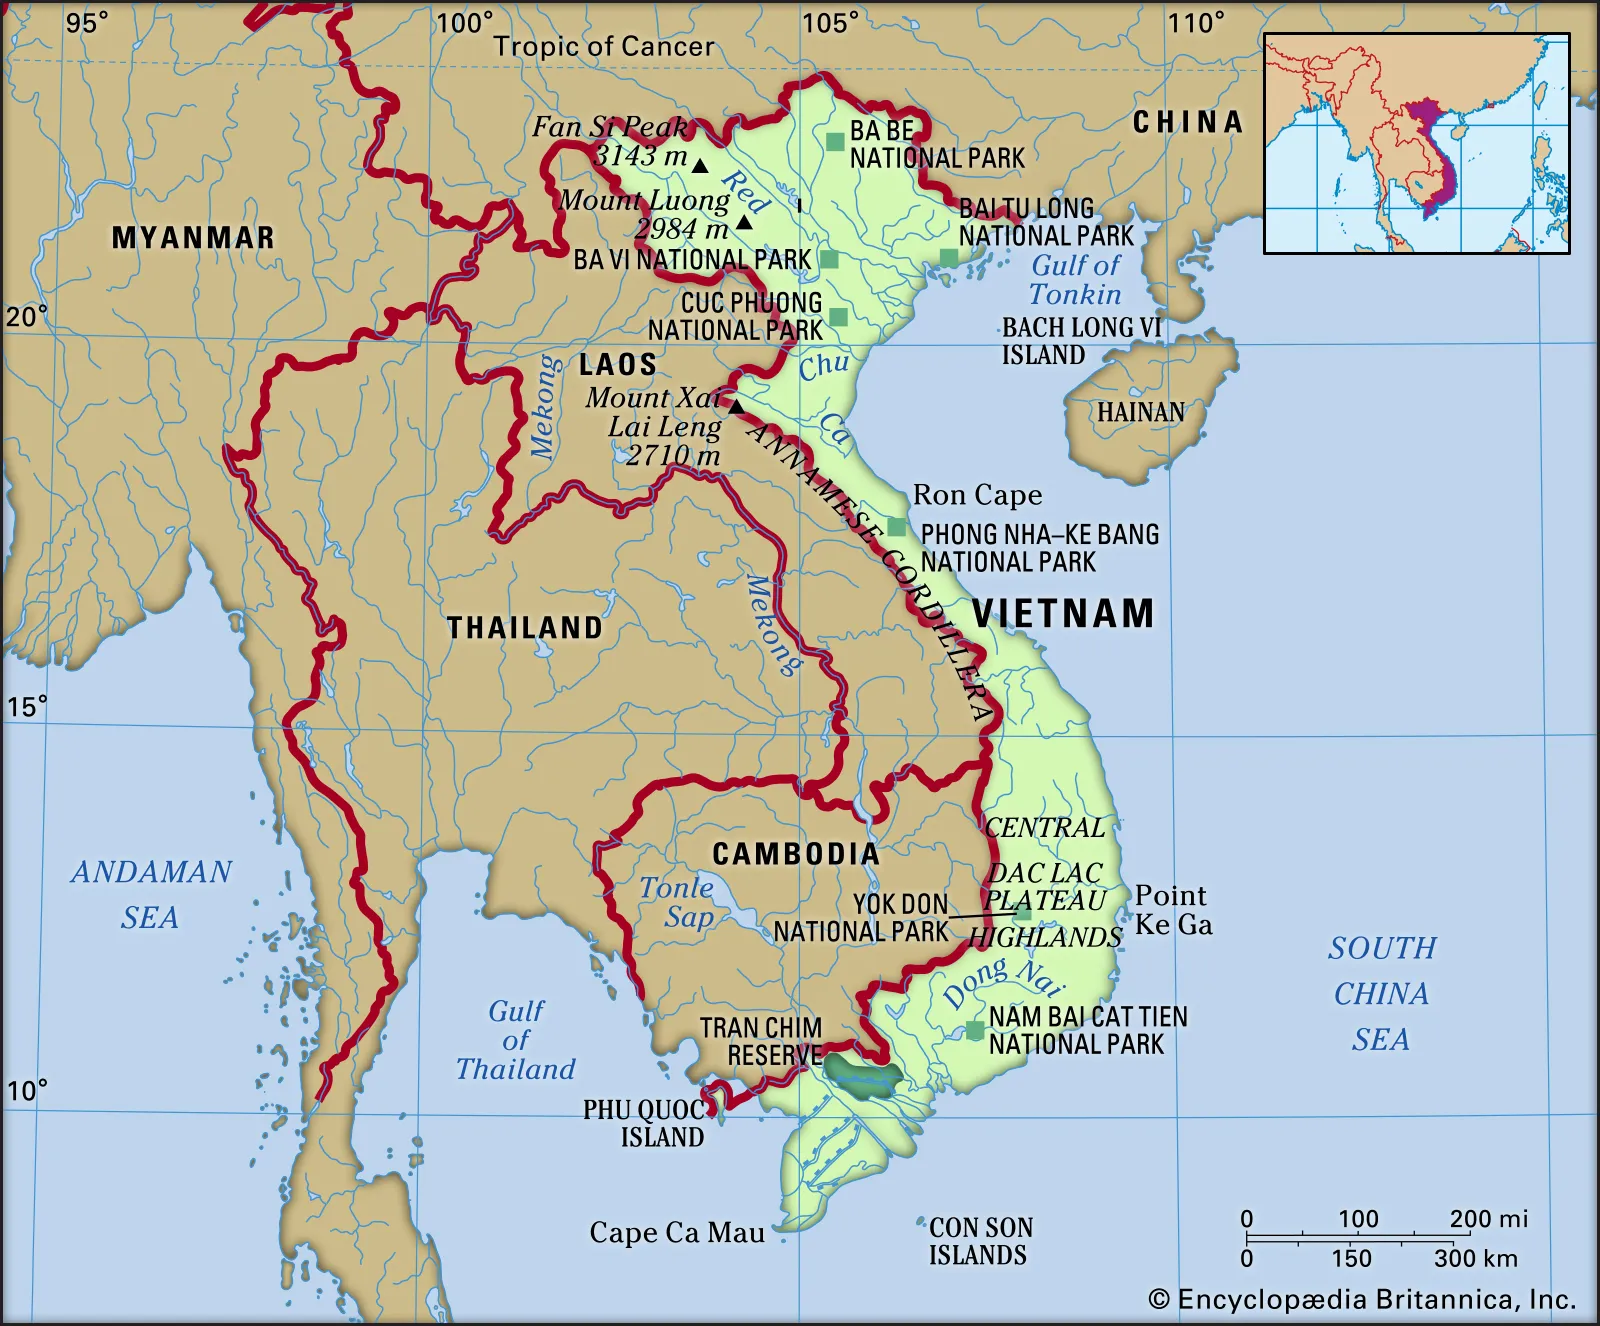 95°
100°
105°
110°
Tropic of Cancer
CHINA
Fan Si Peak
3143 m
BA BE
NATIONAL PARK
Red
Mount Luong
2984 m
BAI TU LONG
NATIONAL PARK
MYANMAR
BA VI NATIONAL PARK
Gulf of
Tonkin
CUC PHUONG
NATIONAL PARK
20°
BACH LONG VI
ISLAND
LAOS
Chu
Mekong
Mount Xai
Lai Leng
2710 m
HAINAN
Ca
ANNAMESE CORDILLERA
Ron Cape
PHONG NHA–KE BANG
NATIONAL PARK
Mekong
THAILAND
VIETNAM
15°
CENTRAL
CAMBODIA
DAC LAC
PLATEAU
ANDAMAN
SEA
Tonle
Sap
YOK DON
NATIONAL PARK
HIGHLANDS
Point
Ke Ga
SOUTH
CHINA
SEA
Dong Nai
Gulf
of
Thailand
NAM BAI CAT TIEN
NATIONAL PARK
TRAN CHIM
RESERVE
10°
PHU QUOC
ISLAND
Cape Ca Mau
CON SON
ISLANDS
0 100 200 mi
0 150 300 km
© Encyclopædia Britannica, Inc.